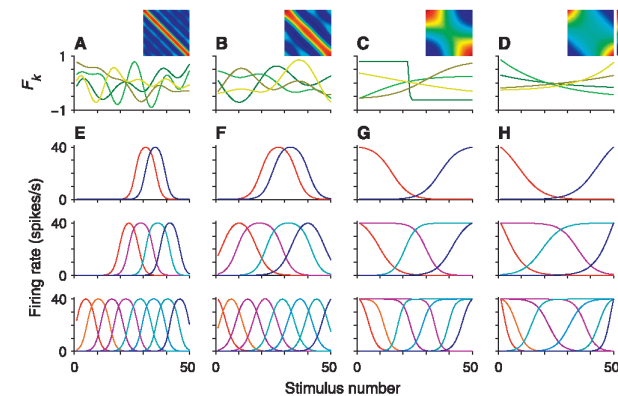 A B C D
F_k
1
−1
E F G H
Firing rate (spikes/s)
40
0
40
0
40
0
0 50 0 50 0 50 0 50
Stimulus number